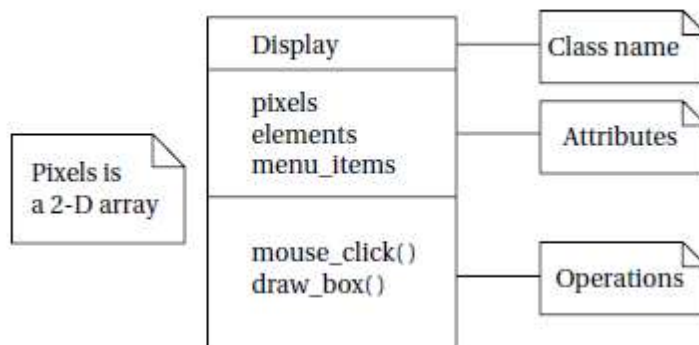 Display
Class name
pixels
elements
menu_items
Attributes
Pixels is
a 2-D array
mouse_click()
draw_box()
Operations